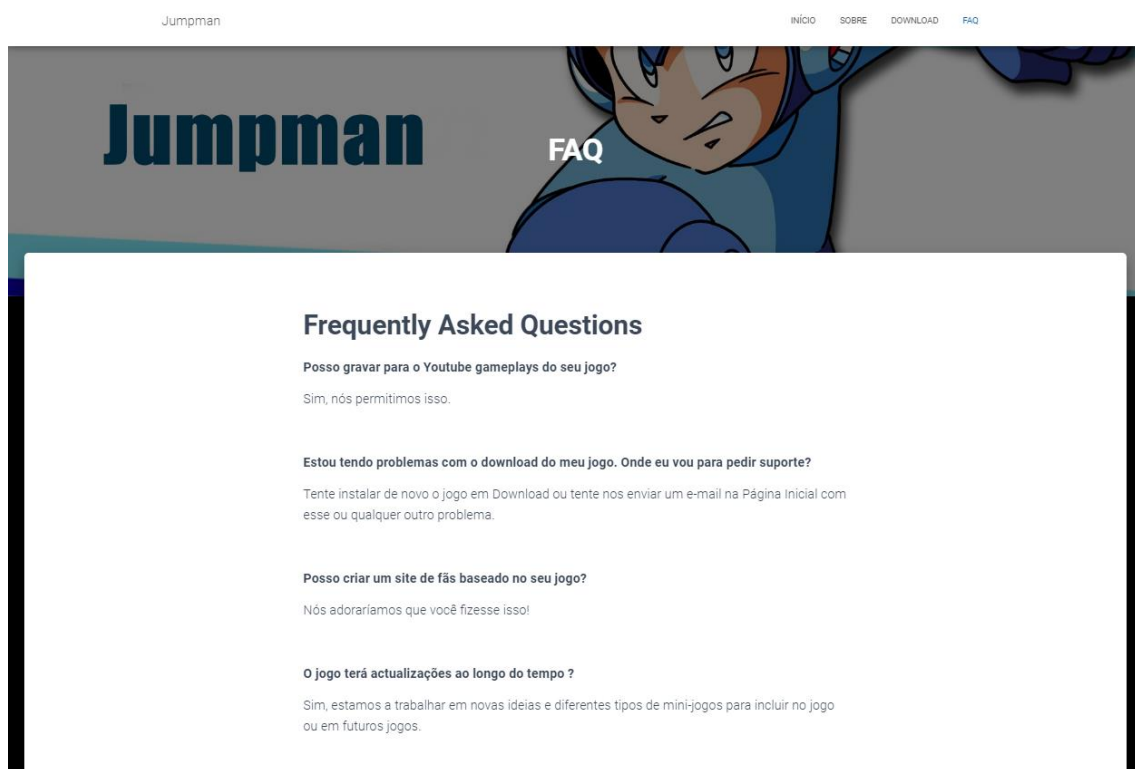 Jumpman
INÍCIO SOBRE DOWNLOAD FAQ
Jumpman
FAQ
Frequently Asked Questions
Posso gravar para o Youtube gameplays do seu jogo?
Sim, nós permitimos isso.
Estou tendo problemas com o download do meu jogo. Onde eu vou para pedir suporte?
Tente instalar de novo o jogo em Download ou tente nos enviar um e-mail na Página Inicial com
esse ou qualquer outro problema.
Posso criar um site de fãs baseado no seu jogo?
Nós adoraríamos que você fizesse isso!
O jogo terá actualizações ao longo do tempo ?
Sim, estamos a trabalhar em novas ideias e diferentes tipos de mini-jogos para incluir no jogo
ou em futuros jogos.